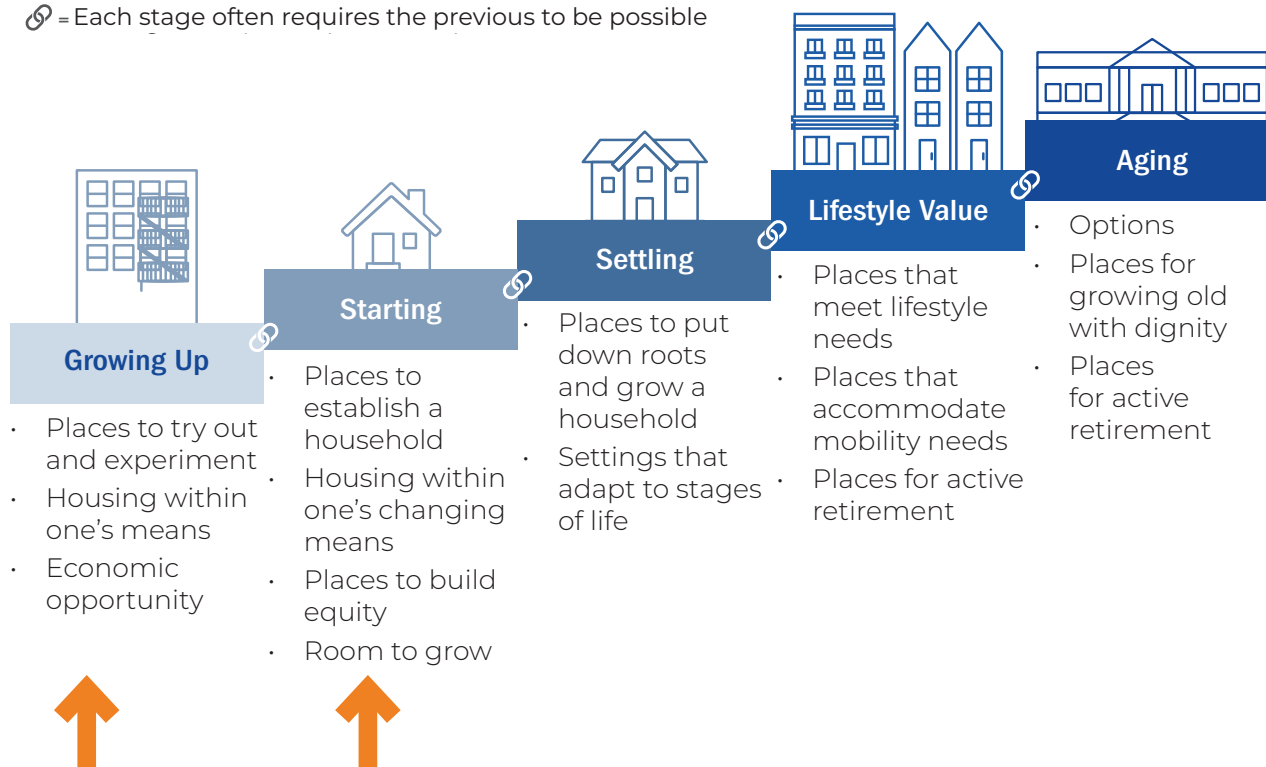 = Each stage often requires the previous to be possible
Growing Up
• Places to try out
and experiment
• Housing within
one's means
• Economic
opportunity
Starting
• Places to
establish a
household
• Housing within
one's changing
means
• Places to build
equity
• Room to grow
Settling
• Places to put
down roots
and grow a
household
• Settings that
adapt to stages
of life
Lifestyle Value
• Places that
meet lifestyle
needs
• Places that
accommodate
mobility needs
• Places for active
retirement
Aging
• Options
• Places for
growing old
with dignity
• Places
for active
retirement